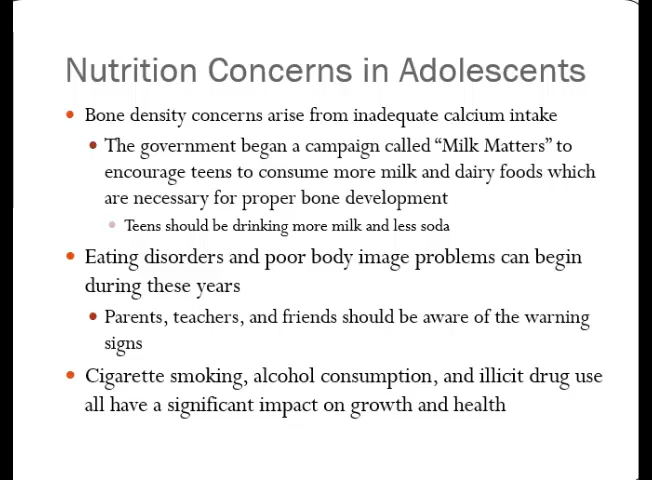 Nutrition Concerns in Adolescents
Bone density concerns arise from inadequate calcium intake
The government began a campaign called “Milk Matters” to
encourage teens to consume more milk and dairy foods which
are necessary for proper bone development
Teens should be drinking more milk and less soda
Eating disorders and poor body image problems can begin
during these years
Parents, teachers, and friends should be aware of the warning
signs
Cigarette smoking, alcohol consumption, and illicit drug use
all have a significant impact on growth and health